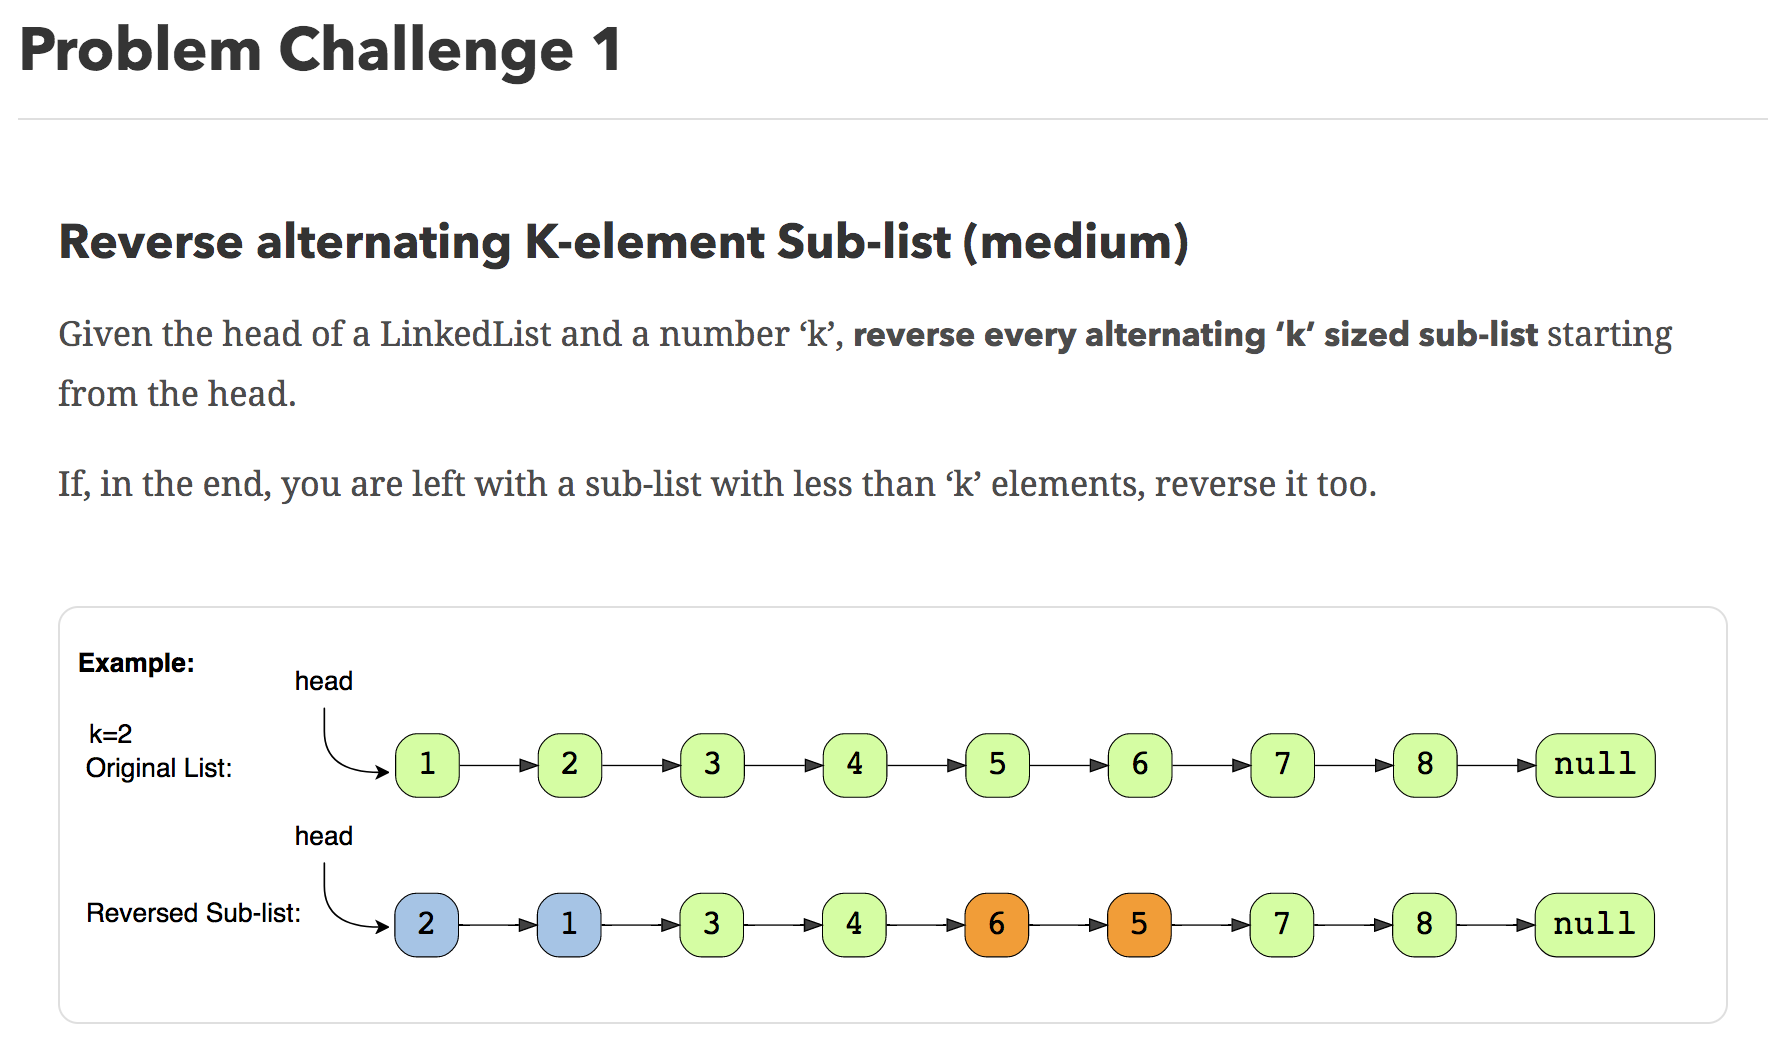 Problem Challenge 1
Reverse alternating K-element Sub-list (medium)
Given the head of a LinkedList and a number ‘k’, reverse every alternating ‘k’ sized sub-list starting
from the head.
If, in the end, you are left with a sub-list with less than ‘k’ elements, reverse it too.
Example:
head
k=2
Original List:
1 2 3 4 5 6 7 8 null
head
Reversed Sub-list:
2 1 3 4 6 5 7 8 null